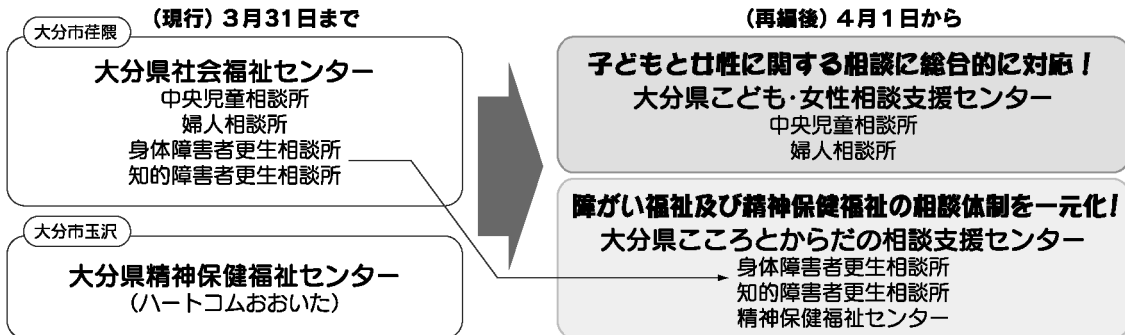 (現行)3月31日まで
大分市荏隈
大分県社会福祉センター
中央児童相談所
婦人相談所
身体障害者更生相談所
知的障害者更生相談所
大分市玉沢
大分県精神保健福祉センター
(ハートコムおおいた)
(再編後)4月1日から
子どもと女性に関する相談に総合的に対応!
大分県こども・女性相談支援センター
中央児童相談所
婦人相談所
障がい福祉及び精神保健福祉の相談体制を一元化!
大分県こころとからだの相談支援センター
身体障害者更生相談所
知的障害者更生相談所
精神保健福祉センター